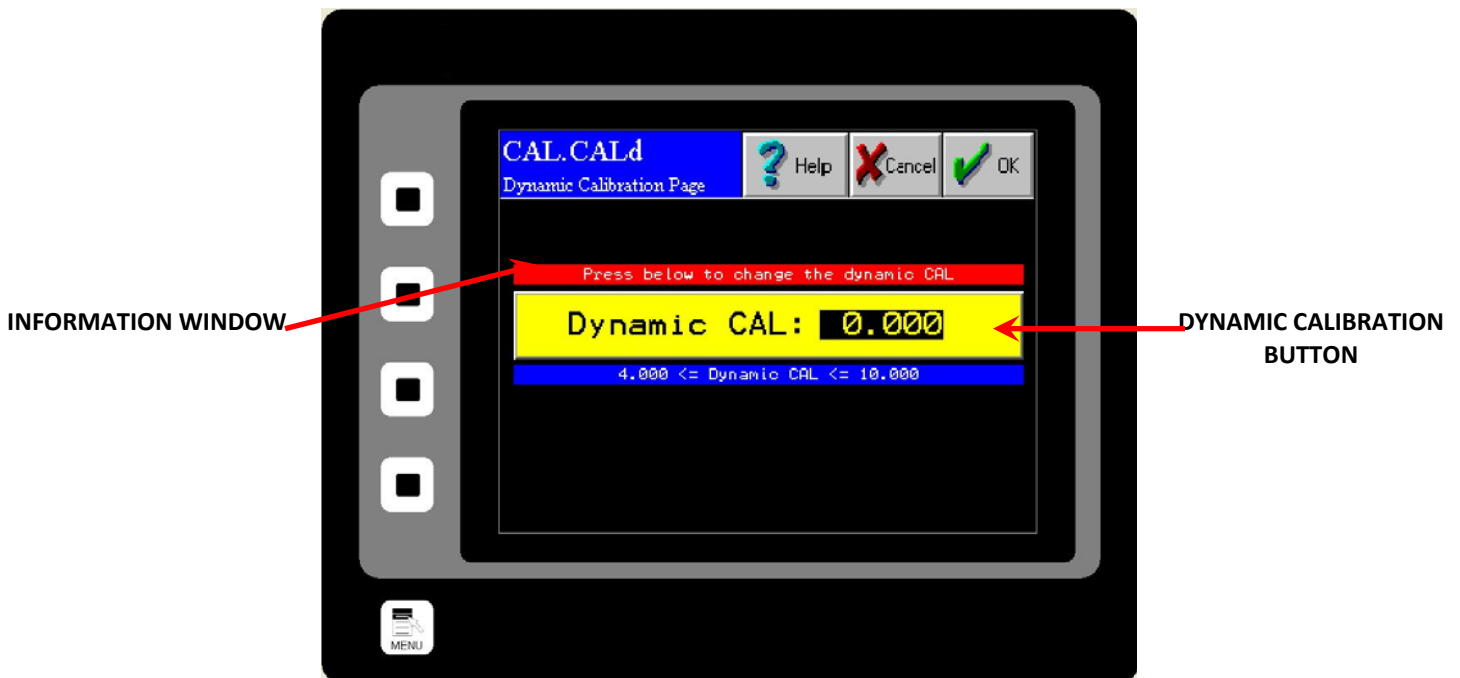 CAL.CALd
Dynamic Calibration Page
Help
Cancel
OK
Press below to change the dynamic CAL
Dynamic CAL: 0.000
4.000 <= Dynamic CAL <= 10.000
INFORMATION WINDOW
DYNAMIC CALIBRATION
BUTTON
MENU